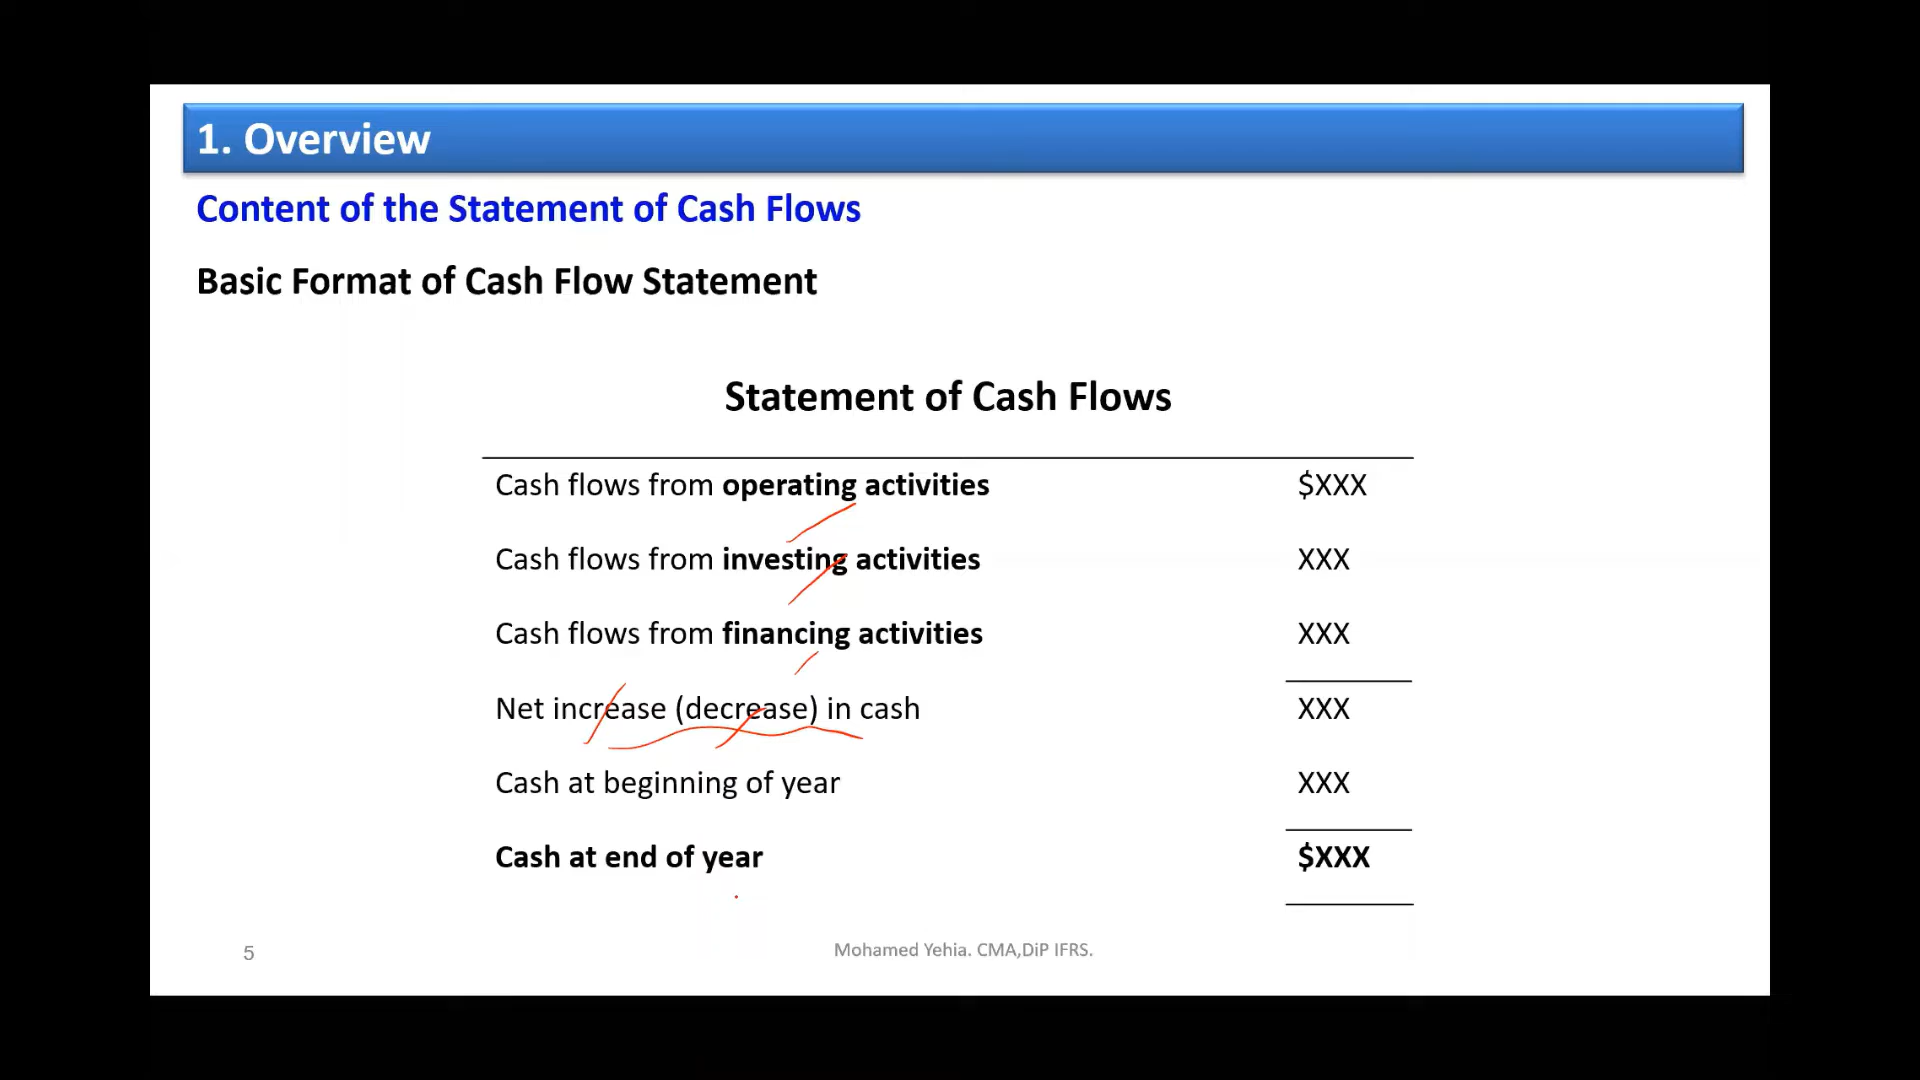 1. Overview
Content of the Statement of Cash Flows
Basic Format of Cash Flow Statement
Statement of Cash Flows
Cash flows from operating activities $XXX
Cash flows from investing activities XXX
Cash flows from financing activities XXX
Net increase (decrease) in cash XXX
Cash at beginning of year XXX
Cash at end of year $XXX
5 Mohamed Yehia. CMA,DiP IFRS.